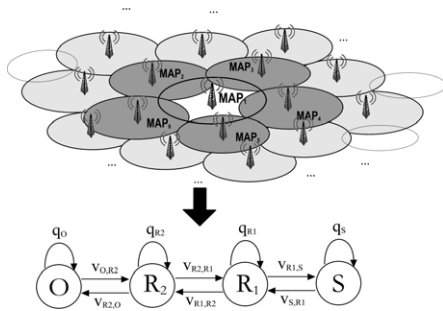 ...
...
MAP3
MAP2
MAP1
MAP4
MAP6
MAP5
...
...
...
qO
qR2
qR1
qS
vO,R2
vR2,R1
vR1,S
O
R2
R1
S
vR2,O
vR1,R2
vS,R1